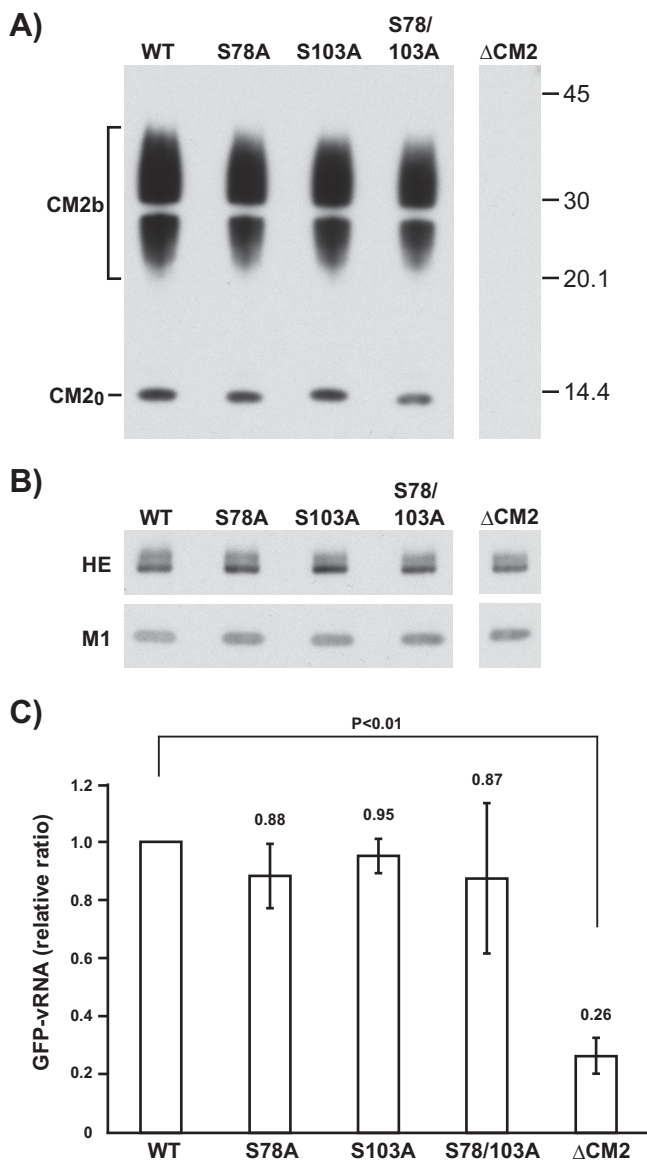 A)
WT S78A S103A S78/103A ΔCM2
CM2b
CM20
45
30
20.1
14.4
B)
WT S78A S103A S78/103A ΔCM2
HE
M1
C)
P<0.01
GFP-vRNA (relative ratio)
1.2
1.0
0.8
0.6
0.4
0.2
0
0.88
0.95
0.87
0.26
WT S78A S103A S78/103A ΔCM2